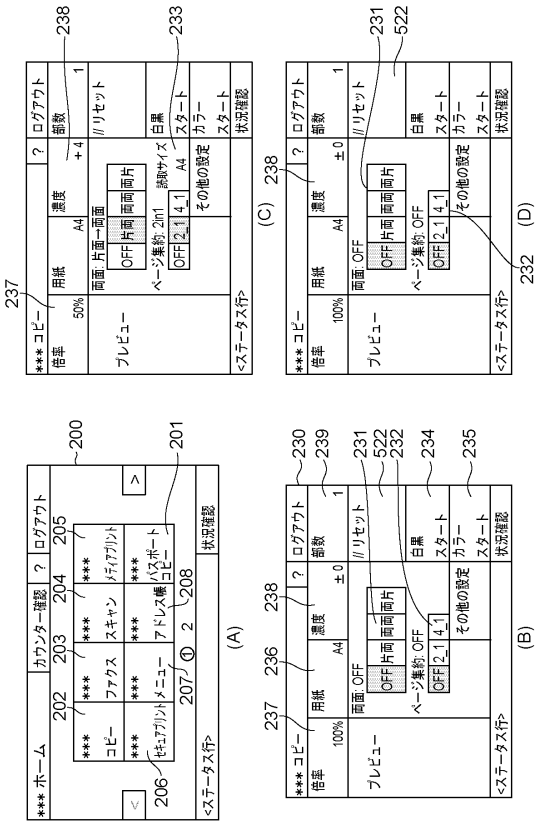 200
*** ホーム
カウンター確認
?
ログアウト
202
203
204
205
***
コピー
***
ファクス
***
スキャン
***
メディアプリント
***
セキュアプリント
***
メニュー
***
アドレス帳
***
パスポート
コピー
<
>
201
206
207
208
① 2
<ステータス行>
状況確認
(A)
237
236
238
230
239
*** コピー
?
ログアウト
倍率
100%
用紙
A4
濃度
±0
部数
1
プレビュー
両面: OFF
OFF 片両 両両 両片
231
ページ集約: OFF
OFF 2_1 4_1
232
その他の設定
// リセット
522
白黒
スタート
234
カラー
スタート
235
<ステータス行>
状況確認
(B)
237
238
*** コピー
?
ログアウト
倍率
50%
用紙
A4
濃度
+4
部数
1
プレビュー
両面: 片面→両面
OFF 片両 両両 両片
ページ集約: 2in1
読取サイズ
OFF 2_1 4_1
A4
233
その他の設定
// リセット
白黒
スタート
カラー
スタート
<ステータス行>
状況確認
(C)
238
*** コピー
?
ログアウト
倍率
100%
用紙
A4
濃度
±0
部数
1
プレビュー
両面: OFF
OFF 片両 両両 両片
231
ページ集約: OFF
OFF 2_1 4_1
232
その他の設定
// リセット
522
白黒
スタート
カラー
スタート
<ステータス行>
状況確認
(D)